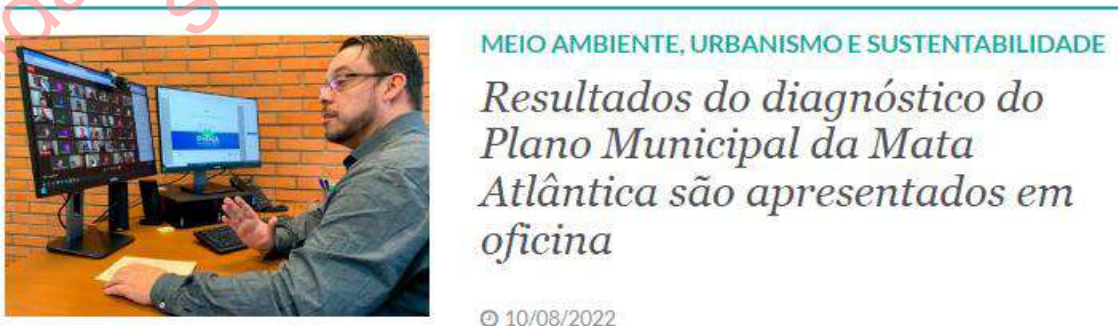 MEIO AMBIENTE, URBANISMO E SUSTENTABILIDADE
Resultados do diagnóstico do
Plano Municipal da Mata
Atlântica são apresentados em
oficina
10/08/2022